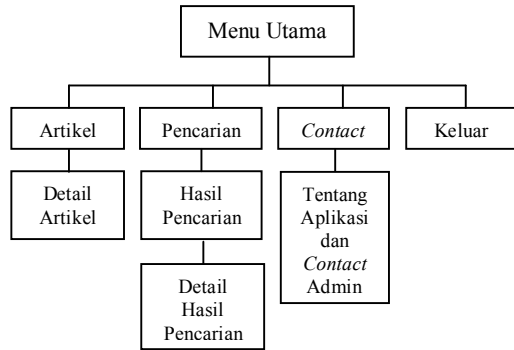 Menu Utama
Artikel
Pencarian
Contact
Keluar
Detail
Artikel
Hasil
Pencarian
Tentang
Aplikasi
dan
Contact
Admin
Detail
Hasil
Pencarian